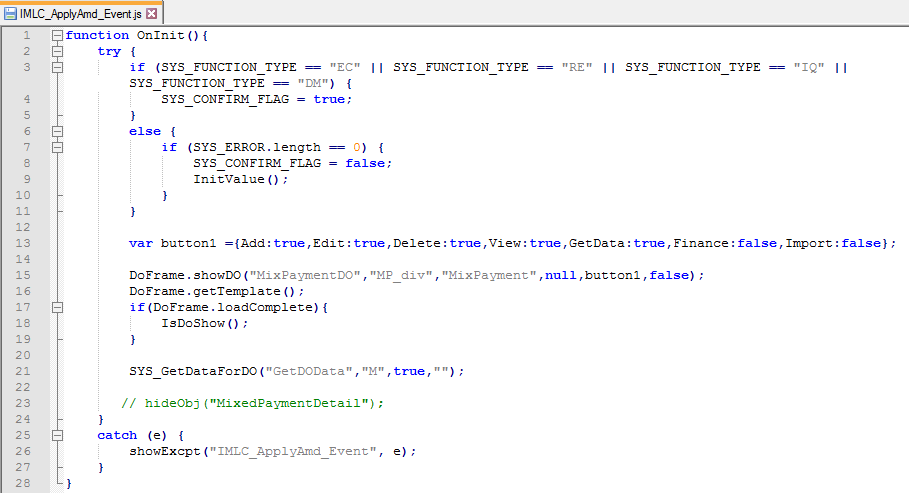 IMLC_ApplyAmd_Event.js
1 function OnInit(){
2 try {
3 if (SYS_FUNCTION_TYPE == "EC" || SYS_FUNCTION_TYPE == "RE" || SYS_FUNCTION_TYPE == "IQ" ||
SYS_FUNCTION_TYPE == "DM") {
4 SYS_CONFIRM_FLAG = true;
5 }
6 else {
7 if (SYS_ERROR.length == 0) {
8 SYS_CONFIRM_FLAG = false;
9 InitValue();
10 }
11 }
12
13 var button1 ={Add:true,Edit:true,Delete:true,View:true,GetData:true,Finance:false,Import:false};
14
15 DoFrame.showDO("MixPaymentDO","MP_div","MixPayment",null,button1,false);
16 DoFrame.getTemplate();
17 if(DoFrame.loadComplete){
18 IsDoShow();
19 }
20
21 SYS_GetDataForDO("GetDOData","M",true,"");
22
23 // hideObj("MixedPaymentDetail");
24 }
25 catch (e) {
26 showExcpt("IMLC_ApplyAmd_Event", e);
27 }
28 }